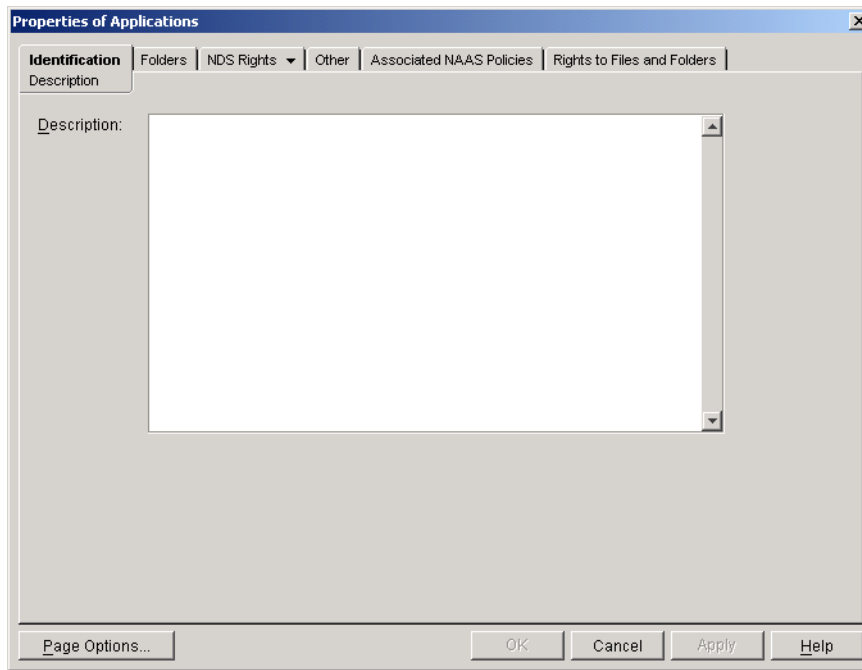 Properties of Applications
Identification Folders NDS Rights Other Associated NAAS Policies Rights to Files and Folders
Description
Description:
Page Options... OK Cancel Apply Help